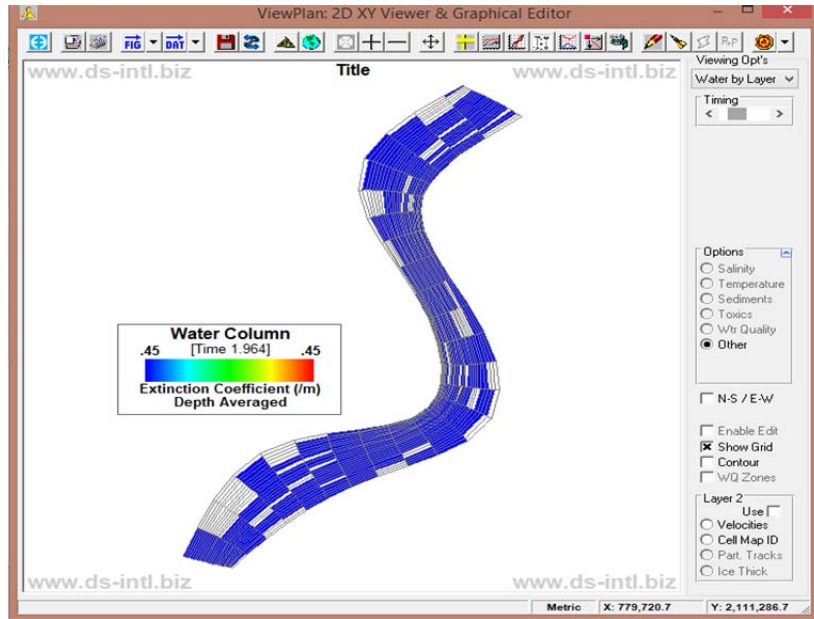 ViewPlan: 2D XY Viewer & Graphical Editor
FIG DAT
www.ds-intl.biz Title www.ds-intl.biz
Viewing Opt's
Water by Layer
Timing
< >
Water Column
.45 [Time 1.964] .45
Extinction Coefficient (/m)
Depth Averaged
Options
Salinity
Temperature
Sediments
Toxics
Wtr Quality
Other
N-S / E-W
Enable Edit
Show Grid
Contour
WQ Zones
Layer 2
Use
Velocities
Cell Map ID
Part. Tracks
Ice Thick
www.ds-intl.biz www.ds-intl.biz
Metric X: 779,720.7 Y: 2,111,286.7